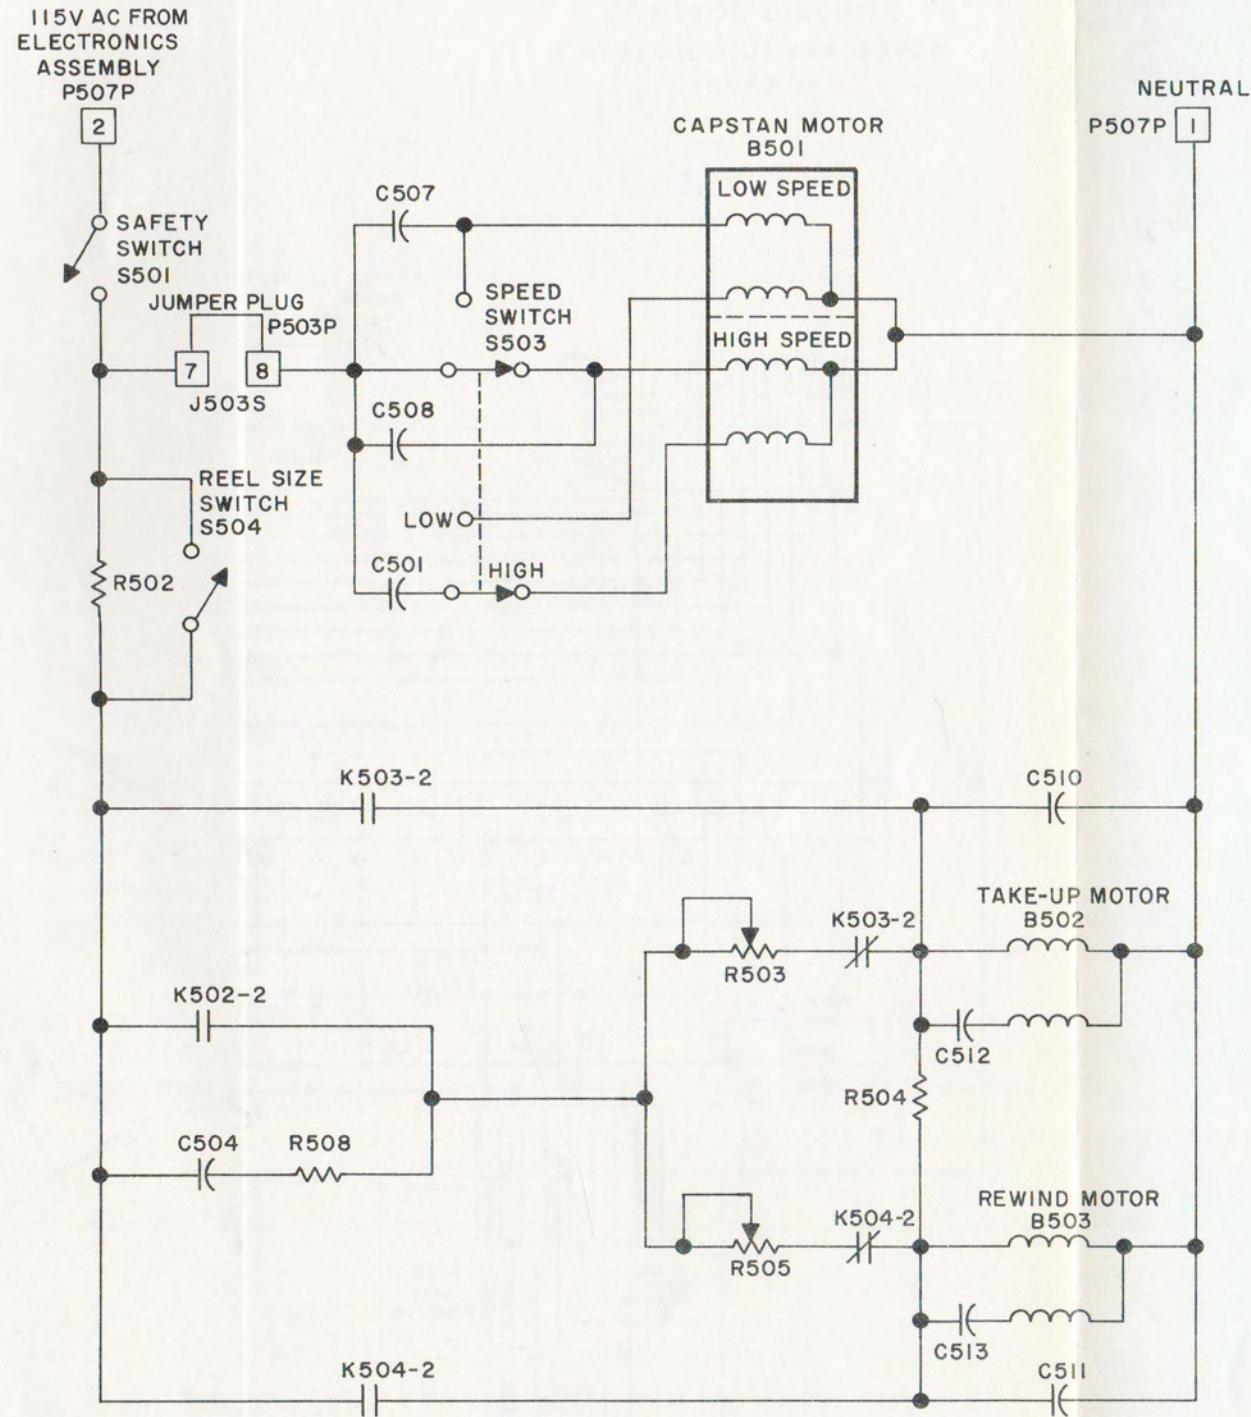 115V AC FROM
ELECTRONICS
ASSEMBLY
P507P
2
NEUTRAL
P507P 1
CAPSTAN MOTOR
B501
LOW SPEED
HIGH SPEED
C507
SAFETY
SWITCH
S501
SPEED
SWITCH
S503
JUMPER PLUG
P503P
7
8
J503S
C508
REEL SIZE
SWITCH
S504
LOW
R502
C501
HIGH
K503-2
C510
TAKE-UP MOTOR
B502
K503-2
R503
K502-2
C512
R504
C504
R508
REWIND MOTOR
B503
K504-2
R505
C513
K504-2
C511